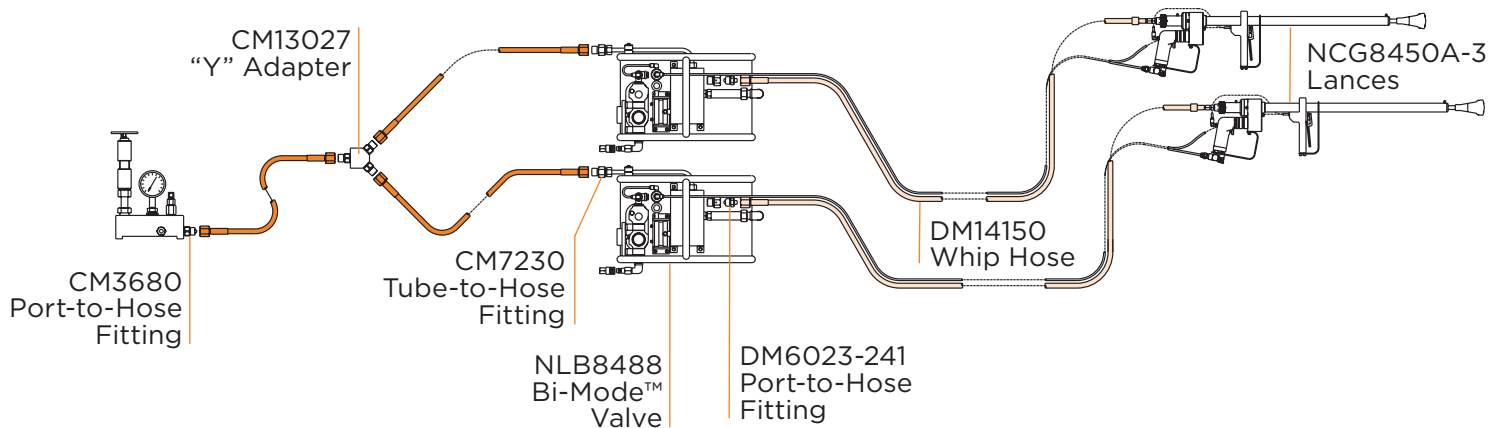 CM13027
“Y” Adapter
NCG8450A-3
Lances
CM3680
Port-to-Hose
Fitting
CM7230
Tube-to-Hose
Fitting
DM14150
Whip Hose
NLB8488
Bi-Mode™
Valve
DM6023-241
Port-to-Hose
Fitting